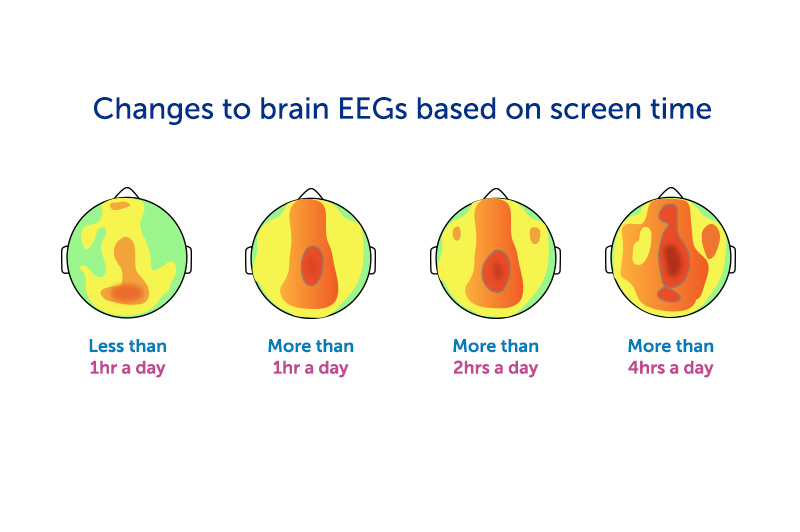 Changes to brain EEGs based on screen time
Less than
1hr a day
More than
1hr a day
More than
2hrs a day
More than
4hrs a day